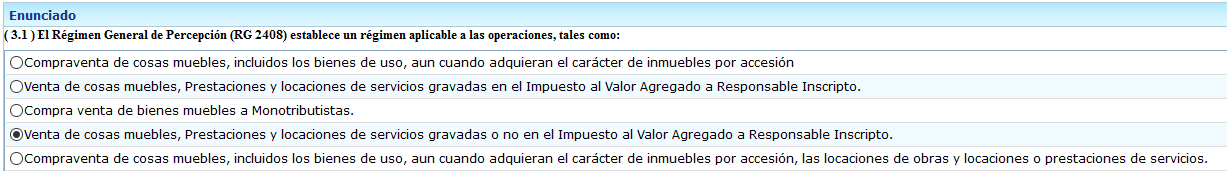 Enunciado
( 3.1 ) El Régimen General de Percepción (RG 2408) establece un régimen aplicable a las operaciones, tales como:
Compraventa de cosas muebles, incluidos los bienes de uso, aun cuando adquieran el carácter de inmuebles por accesión
Venta de cosas muebles, Prestaciones y locaciones de servicios gravadas en el Impuesto al Valor Agregado a Responsable Inscripto.
Compra venta de bienes muebles a Monotributistas.
Venta de cosas muebles, Prestaciones y locaciones de servicios gravadas o no en el Impuesto al Valor Agregado a Responsable Inscripto.
Compraventa de cosas muebles, incluidos los bienes de uso, aun cuando adquieran el carácter de inmuebles por accesión, las locaciones de obras y locaciones o prestaciones de servicios.